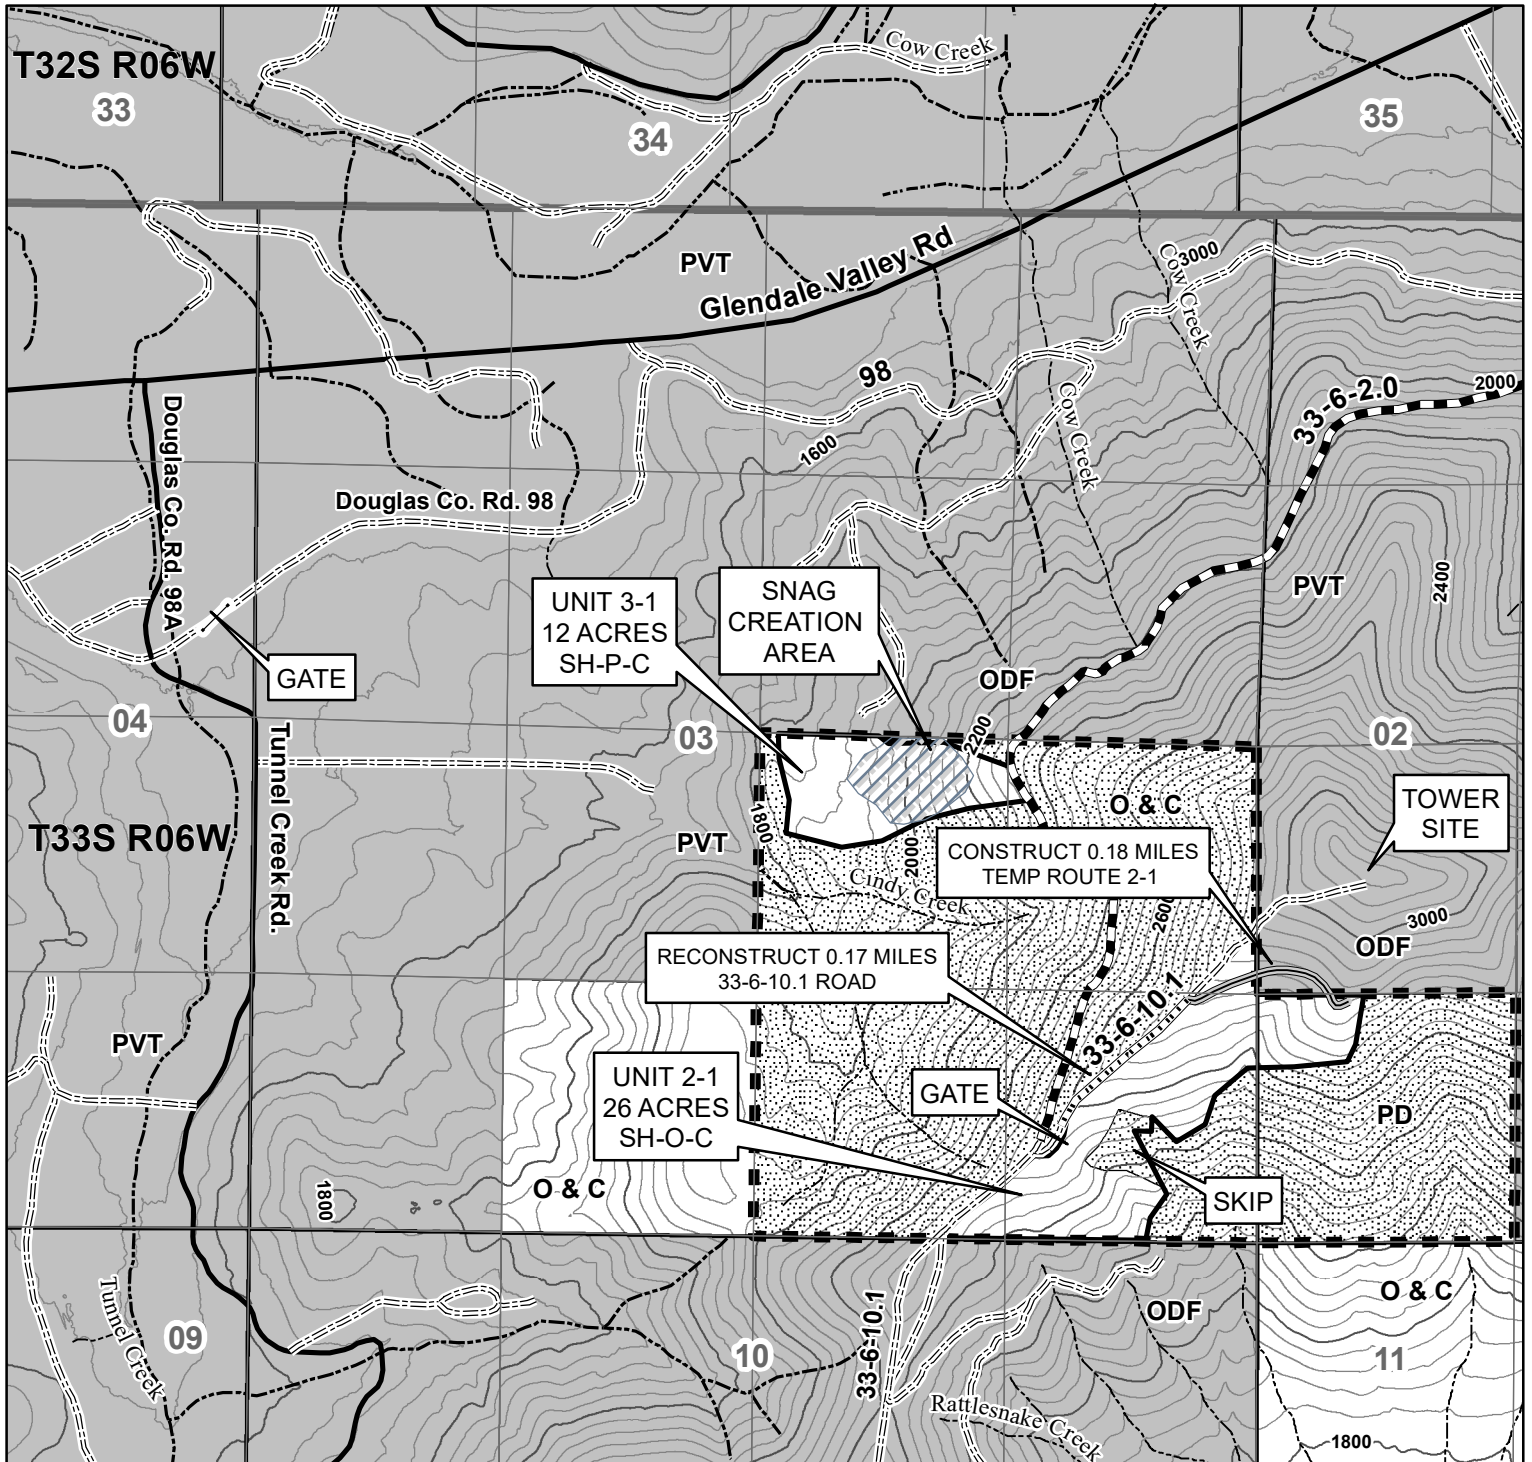 T32S R06W
33
34
35
Cow Creek
PVT
Glendale Valley Rd
Cow Creek
3000
98
Cow Creek
33-6-2.0
2000
1600
Douglas Co. Rd. 98
Douglas Co. Rd. 98A
2400
PVT
UNIT 3-1
12 ACRES
SH-P-C
SNAG
CREATION
AREA
GATE
ODF
04
Tunnel Creek Rd.
03
2200
02
TOWER
SITE
T33S R06W
PVT
1800
O & C
2000
CONSTRUCT 0.18 MILES
TEMP ROUTE 2-1
Cindy Creek
2600
3000
ODF
RECONSTRUCT 0.17 MILES
33-6-10.1 ROAD
33-6-10.1
PVT
UNIT 2-1
26 ACRES
SH-O-C
GATE
PD
O & C
1800
SKIP
Tunnel Creek
09
10
33-6-10.1
ODF
O & C
11
Rattlesnake Creek
1800